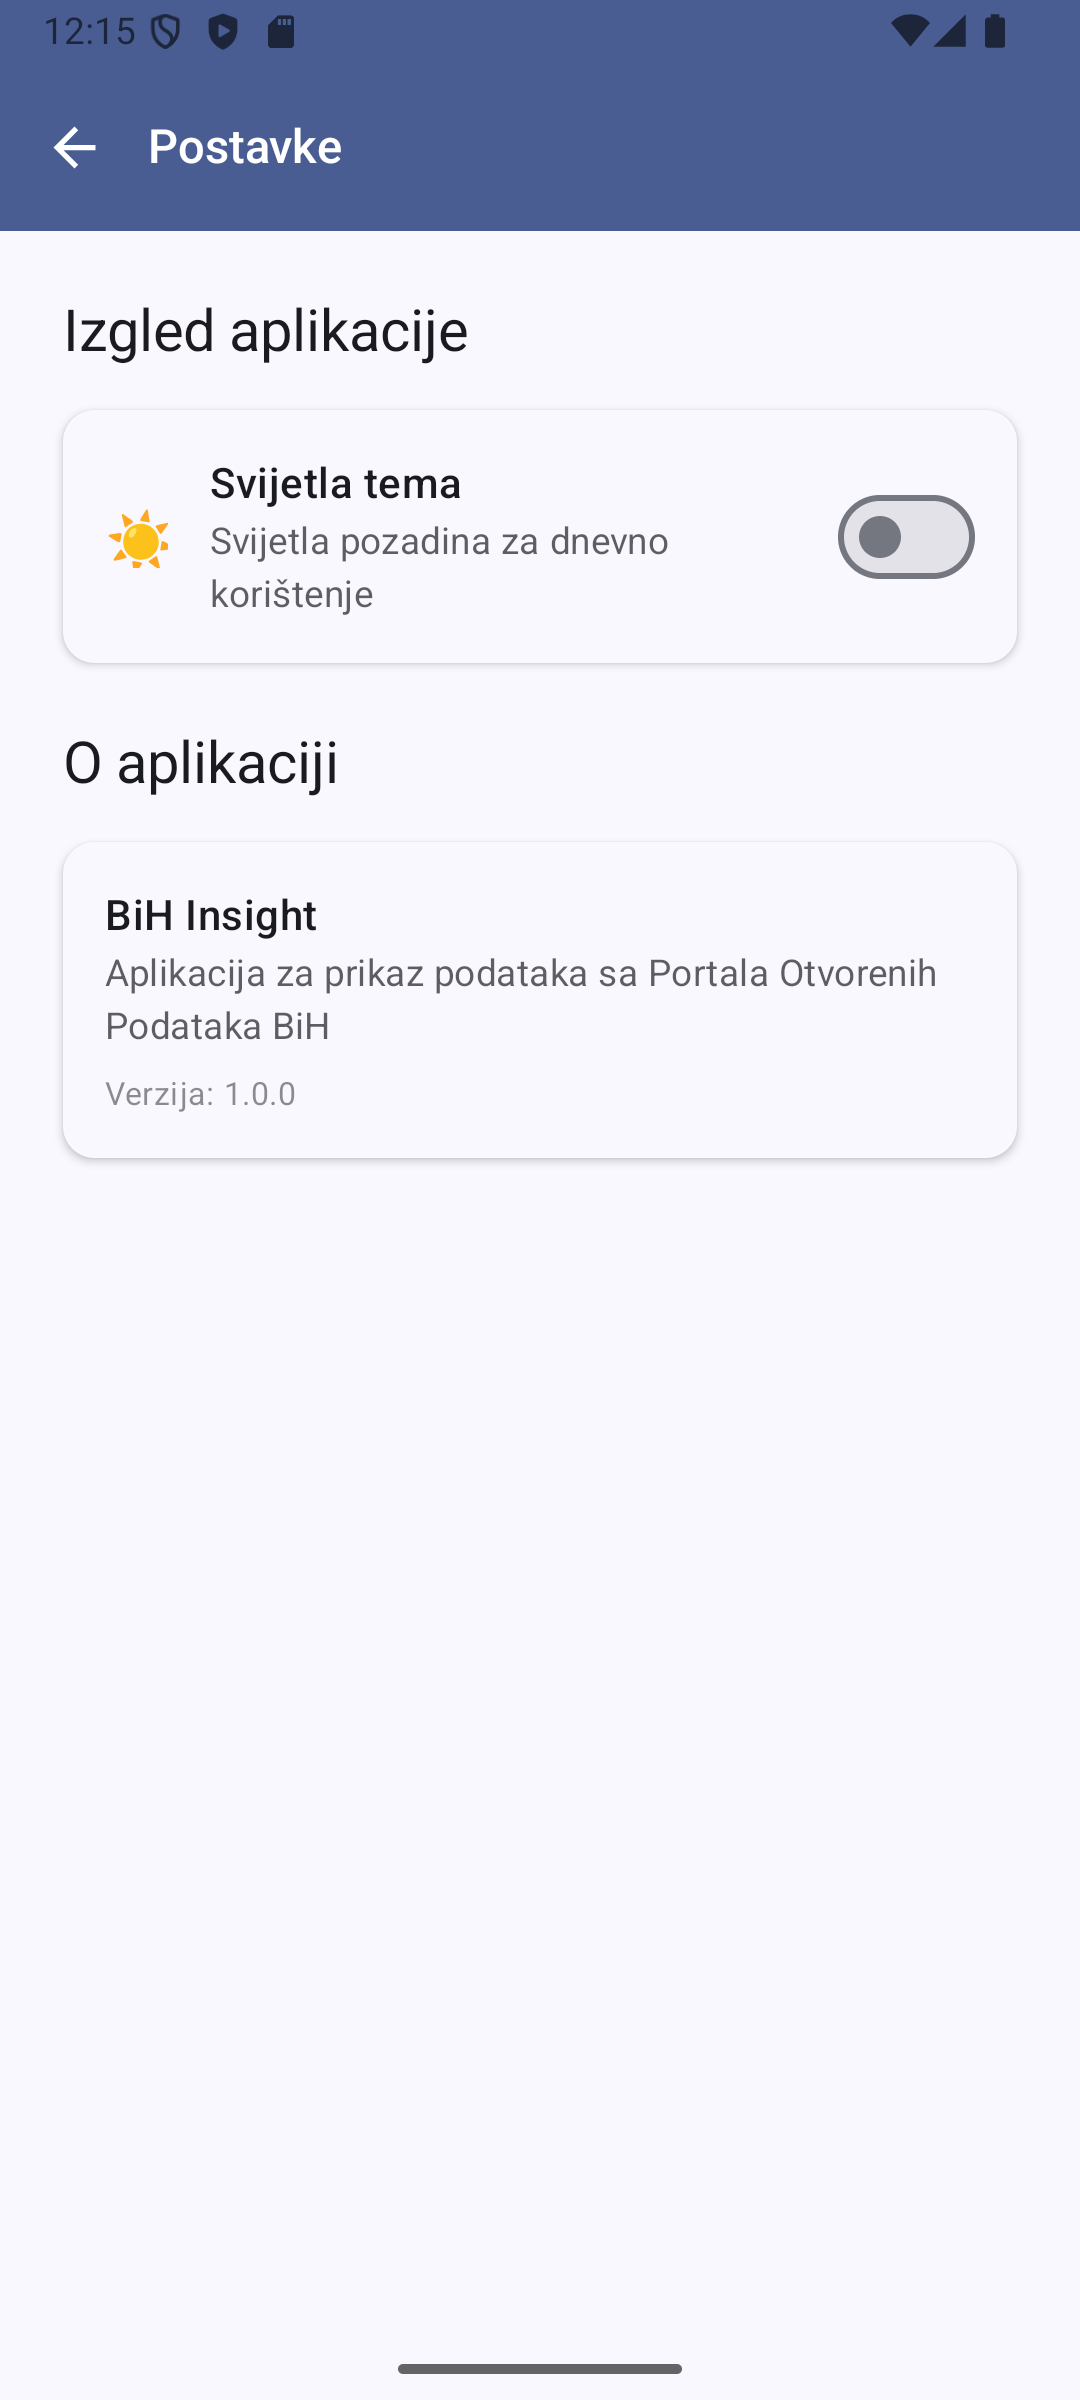 12:15
Postavke
Izgled aplikacije
Svijetla tema
Svijetla pozadina za dnevno
korištenje
O aplikaciji
BiH Insight
Aplikacija za prikaz podataka sa Portala Otvorenih
Podataka BiH
Verzija: 1.0.0